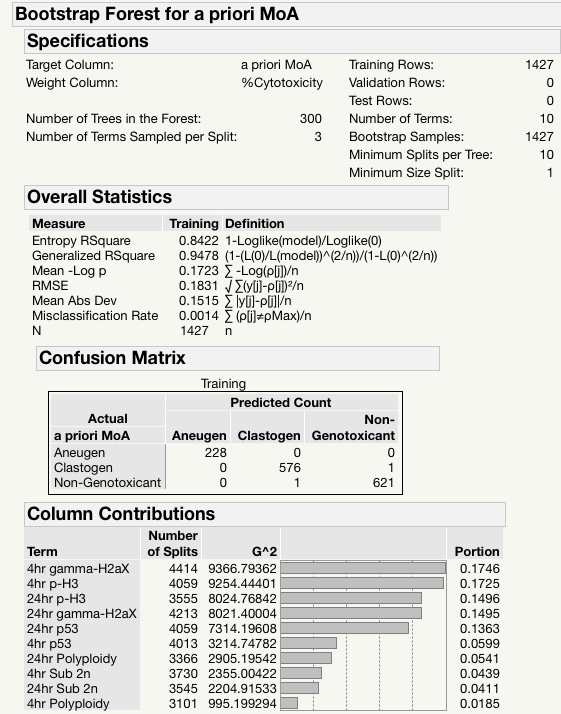 Bootstrap Forest for a priori MoA
Specifications
Target Column: a priori MoA Training Rows: 1427
Weight Column: %Cytotoxicity Validation Rows: 0
Test Rows: 0
Number of Trees in the Forest: 300 Number of Terms: 10
Number of Terms Sampled per Split: 3 Bootstrap Samples: 1427
Minimum Splits per Tree: 10
Minimum Size Split: 1
Overall Statistics
Measure Training Definition
Entropy RSquare 0.8422 1-Loglike(model)/Loglike(0)
Generalized RSquare 0.9478 (1-(L(0)/L(model))^(2/n))/(1-L(0)^(2/n))
Mean -Log p 0.1723 ∑ -Log(ρ[j])/n
RMSE 0.1831 √ ∑(y[j]-ρ[j])²/n
Mean Abs Dev 0.1515 ∑ |y[j]-ρ[j]|/n
Misclassification Rate 0.0014 ∑ (ρ[j]≠ρMax)/n
N 1427 n
Confusion Matrix
Training
Predicted Count
Actual Non-
a priori MoA Aneugen Clastogen Genotoxicant
Aneugen 228 0 0
Clastogen 0 576 1
Non-Genotoxicant 0 1 621
Column Contributions
Number
Term of Splits G^2 Portion
4hr gamma-H2aX 4414 9366.79362 0.1746
4hr p-H3 4059 9254.44401 0.1725
24hr p-H3 3555 8024.76842 0.1496
24hr gamma-H2aX 4213 8021.40004 0.1495
24hr p53 4059 7314.19608 0.1363
4hr p53 4013 3214.74782 0.0599
24hr Polyploidy 3366 2905.19542 0.0541
4hr Sub 2n 3730 2355.00422 0.0439
24hr Sub 2n 3545 2204.91533 0.0411
4hr Polyploidy 3101 995.199294 0.0185